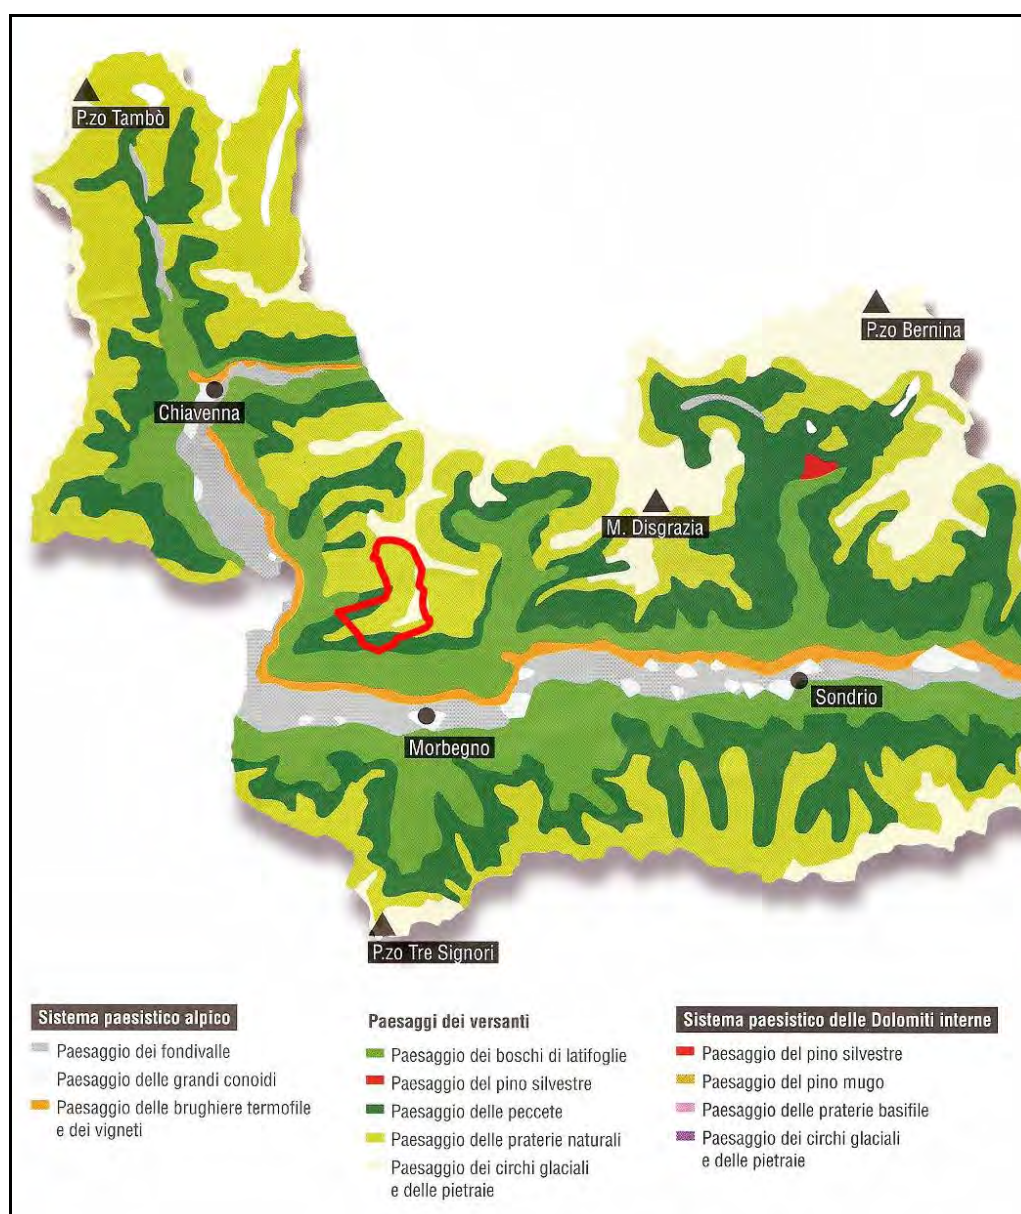 P.zo Tambò
P.zo Bernina
Chiavenna
M. Disgrazia
Sondrio
Morbegno
P.zo Tre Signori
Sistema paesistico alpico
Paesaggio dei fondivalle
Paesaggio delle grandi conoidi
Paesaggio delle brughiere termofile
e dei vigneti
Paesaggi dei versanti
Paesaggio dei boschi di latifoglie
Paesaggio del pino silvestre
Paesaggio delle peccete
Paesaggio delle praterie naturali
Paesaggio dei circhi glaciali
e delle pietraie
Sistema paesistico delle Dolomiti interne
Paesaggio del pino silvestre
Paesaggio del pino mugo
Paesaggio delle praterie basifile
Paesaggio dei circhi glaciali
e delle pietraie